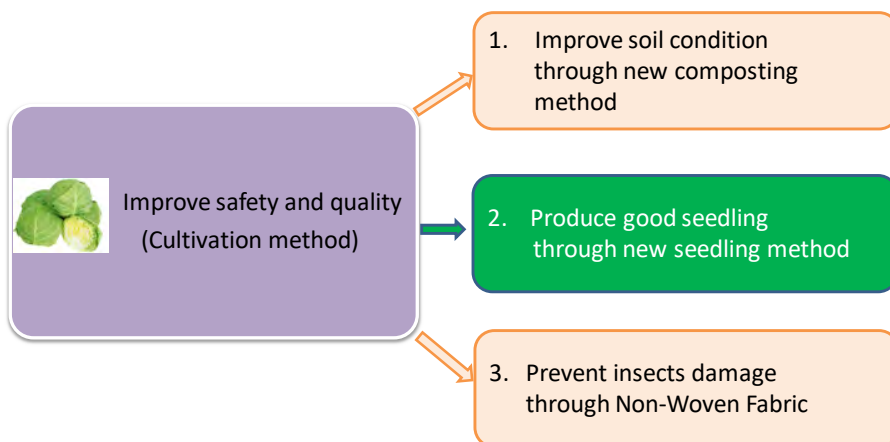 1. Improve soil condition
through new composting
method
Improve safety and quality
(Cultivation method)
2. Produce good seedling
through new seedling method
3. Prevent insects damage
through Non-Woven Fabric